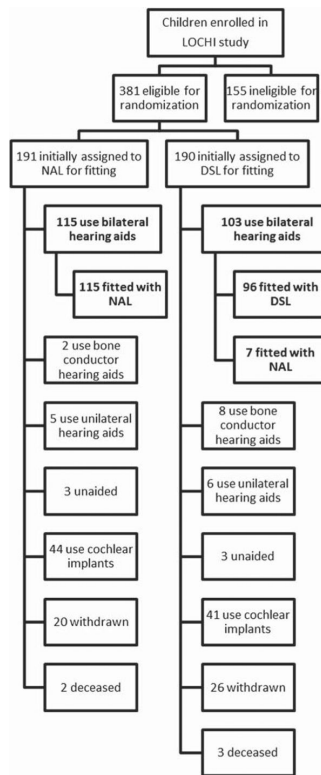 Children enrolled in
LOCHI study
381 eligible for
randomization
155 ineligible for
randomization
191 initially assigned to
NAL for fitting
190 initially assigned to
DSL for fitting
115 use bilateral
hearing aids
115 fitted with
NAL
2 use bone
conductor
hearing aids
5 use unilateral
hearing aids
3 unaided
44 use cochlear
implants
20 withdrawn
2 deceased
103 use bilateral
hearing aids
96 fitted with
DSL
7 fitted with
NAL
8 use bone
conductor
hearing aids
6 use unilateral
hearing aids
3 unaided
41 use cochlear
implants
26 withdrawn
3 deceased